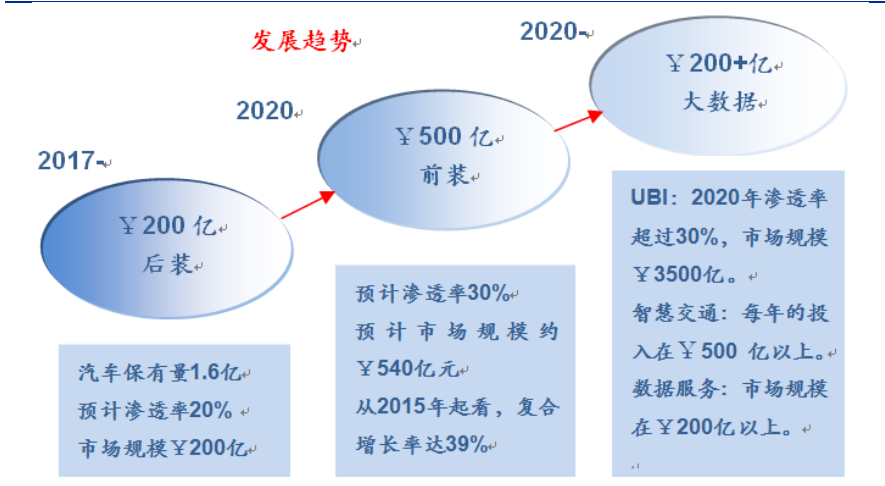 发展趋势
2017-
￥200 亿
后装
汽车保有量1.6亿
预计渗透率20%
市场规模￥200亿
2020
￥500 亿
前装
预计渗透率30%
预计市场规模约
￥540亿元
从2015年起看，复合
增长率达39%
2020-
￥200+亿
大数据
UBI：2020年渗透率
超过30%，市场规模
￥3500亿。
智慧交通：每年的投
入在￥500 亿以上。
数据服务：市场规模
在￥200亿以上。